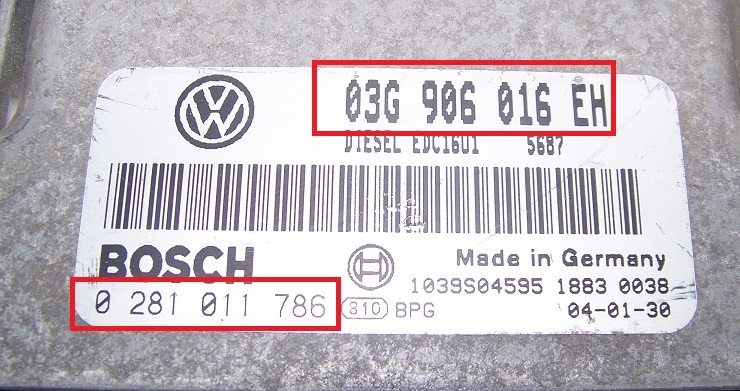 03G 906 016 EH
DIESEL EDC16U1 5687
BOSCH
Made in Germany
1039S04595 1883 0038
0 281 011 786 310 BPG 04-01-30